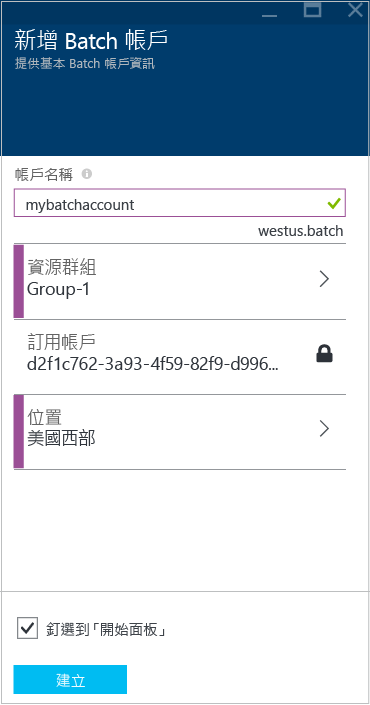 新增 Batch 帳戶
提供基本 Batch 帳戶資訊
帳戶名稱
mybatchaccount
westus.batch
資源群組
Group-1
訂用帳戶
d2f1c762-3a93-4f59-82f9-d996...
位置
美國西部
釘選到「開始面板」
建立